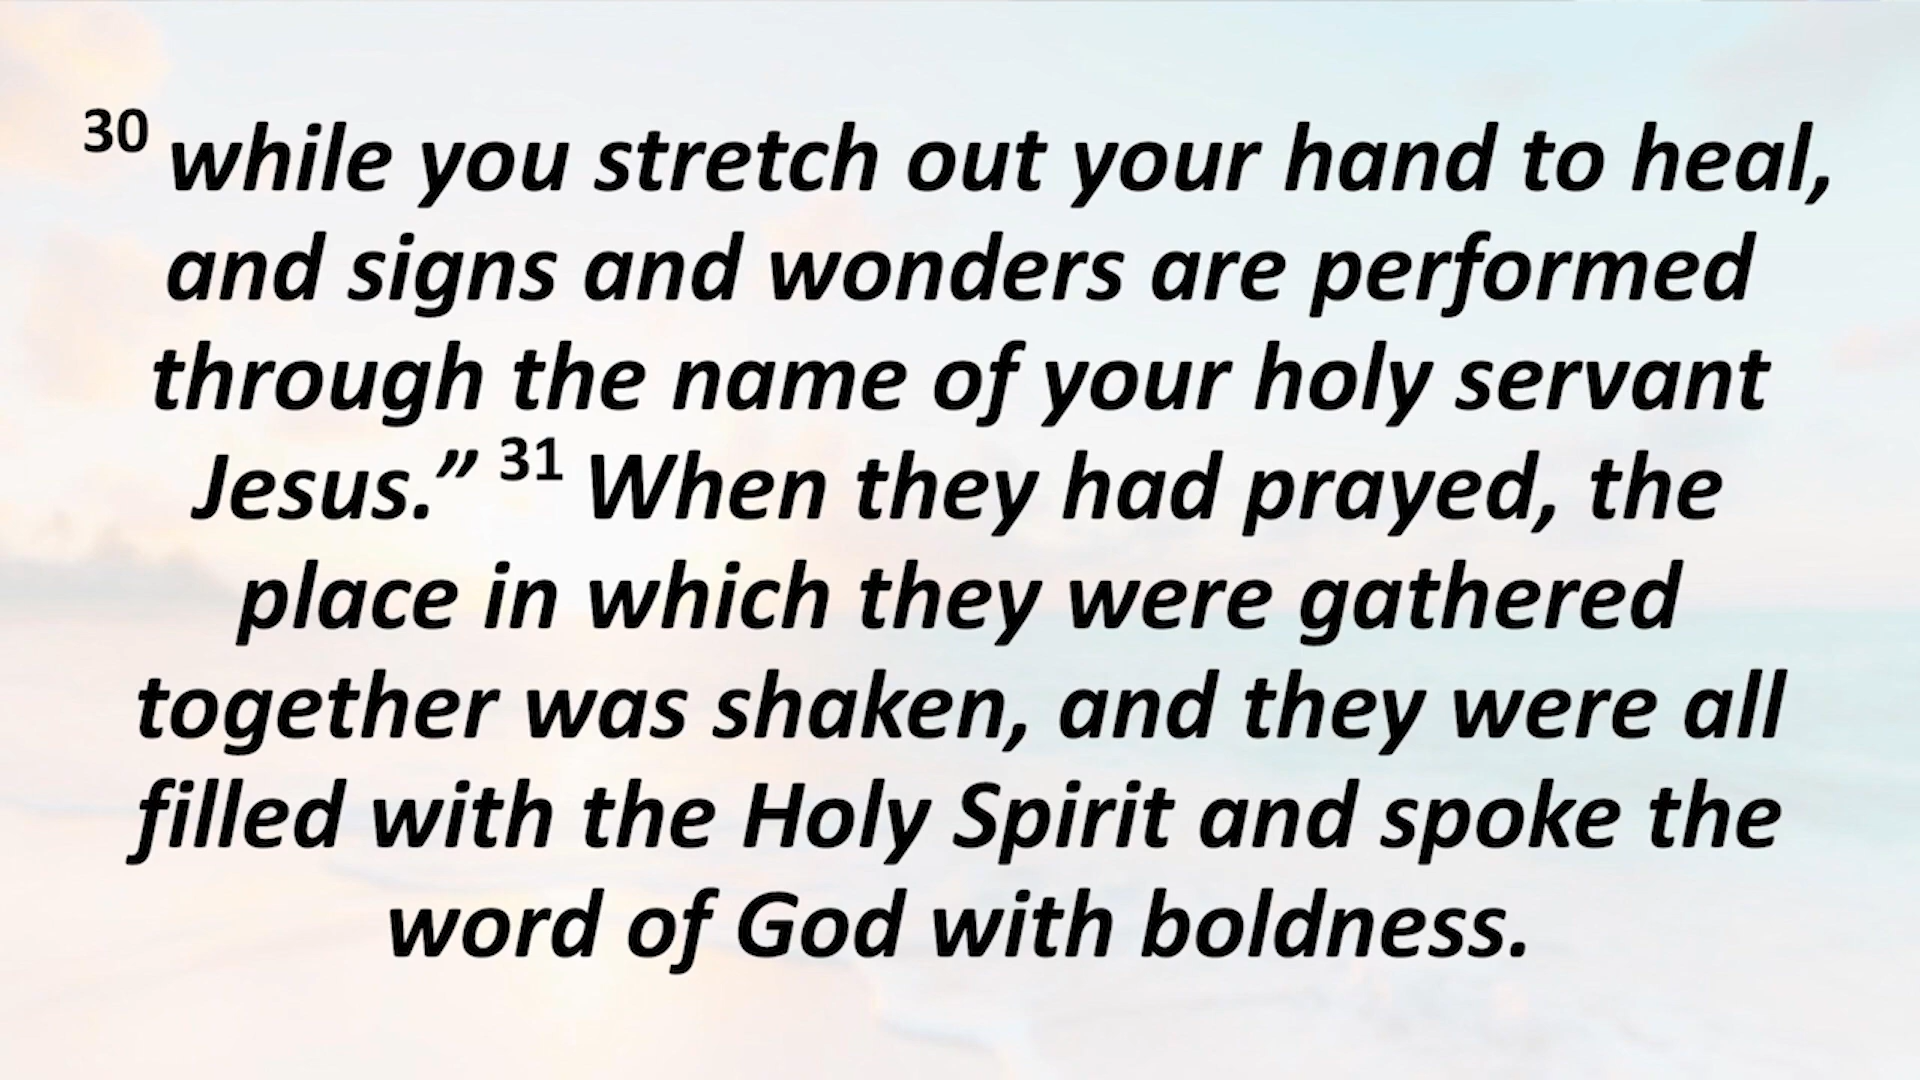 30 while you stretch out your hand to heal,
and signs and wonders are performed
through the name of your holy servant
Jesus.” 31 When they had prayed, the
place in which they were gathered
together was shaken, and they were all
filled with the Holy Spirit and spoke the
word of God with boldness.